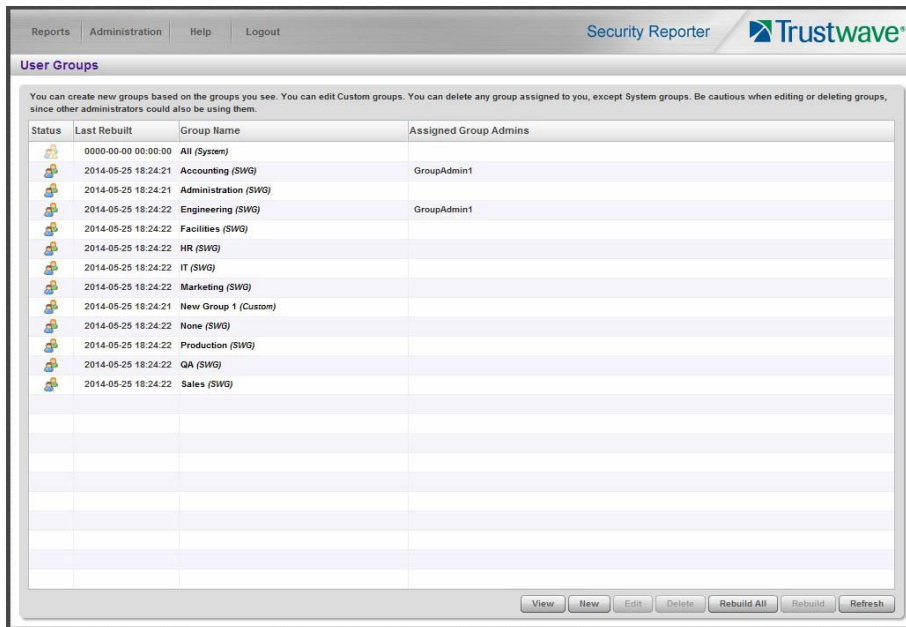 Reports Administration Help Logout Security Reporter Trustwave®
User Groups
You can create new groups based on the groups you see. You can edit Custom groups. You can delete any group assigned to you, except System groups. Be cautious when editing or deleting groups,
since other administrators could also be using them.
Status Last Rebuilt Group Name Assigned Group Admins
0000-00-00 00:00:00 All (System)
2014-05-25 18:24:21 Accounting (SWG) GroupAdmin1
2014-05-25 18:24:21 Administration (SWG)
2014-05-25 18:24:22 Engineering (SWG) GroupAdmin1
2014-05-25 18:24:22 Facilities (SWG)
2014-05-25 18:24:22 HR (SWG)
2014-05-25 18:24:22 IT (SWG)
2014-05-25 18:24:22 Marketing (SWG)
2014-05-25 18:24:21 New Group 1 (Custom)
2014-05-25 18:24:22 None (SWG)
2014-05-25 18:24:22 Production (SWG)
2014-05-25 18:24:22 QA (SWG)
2014-05-25 18:24:22 Sales (SWG)
View New Edit Delete Rebuild All Rebuild Refresh